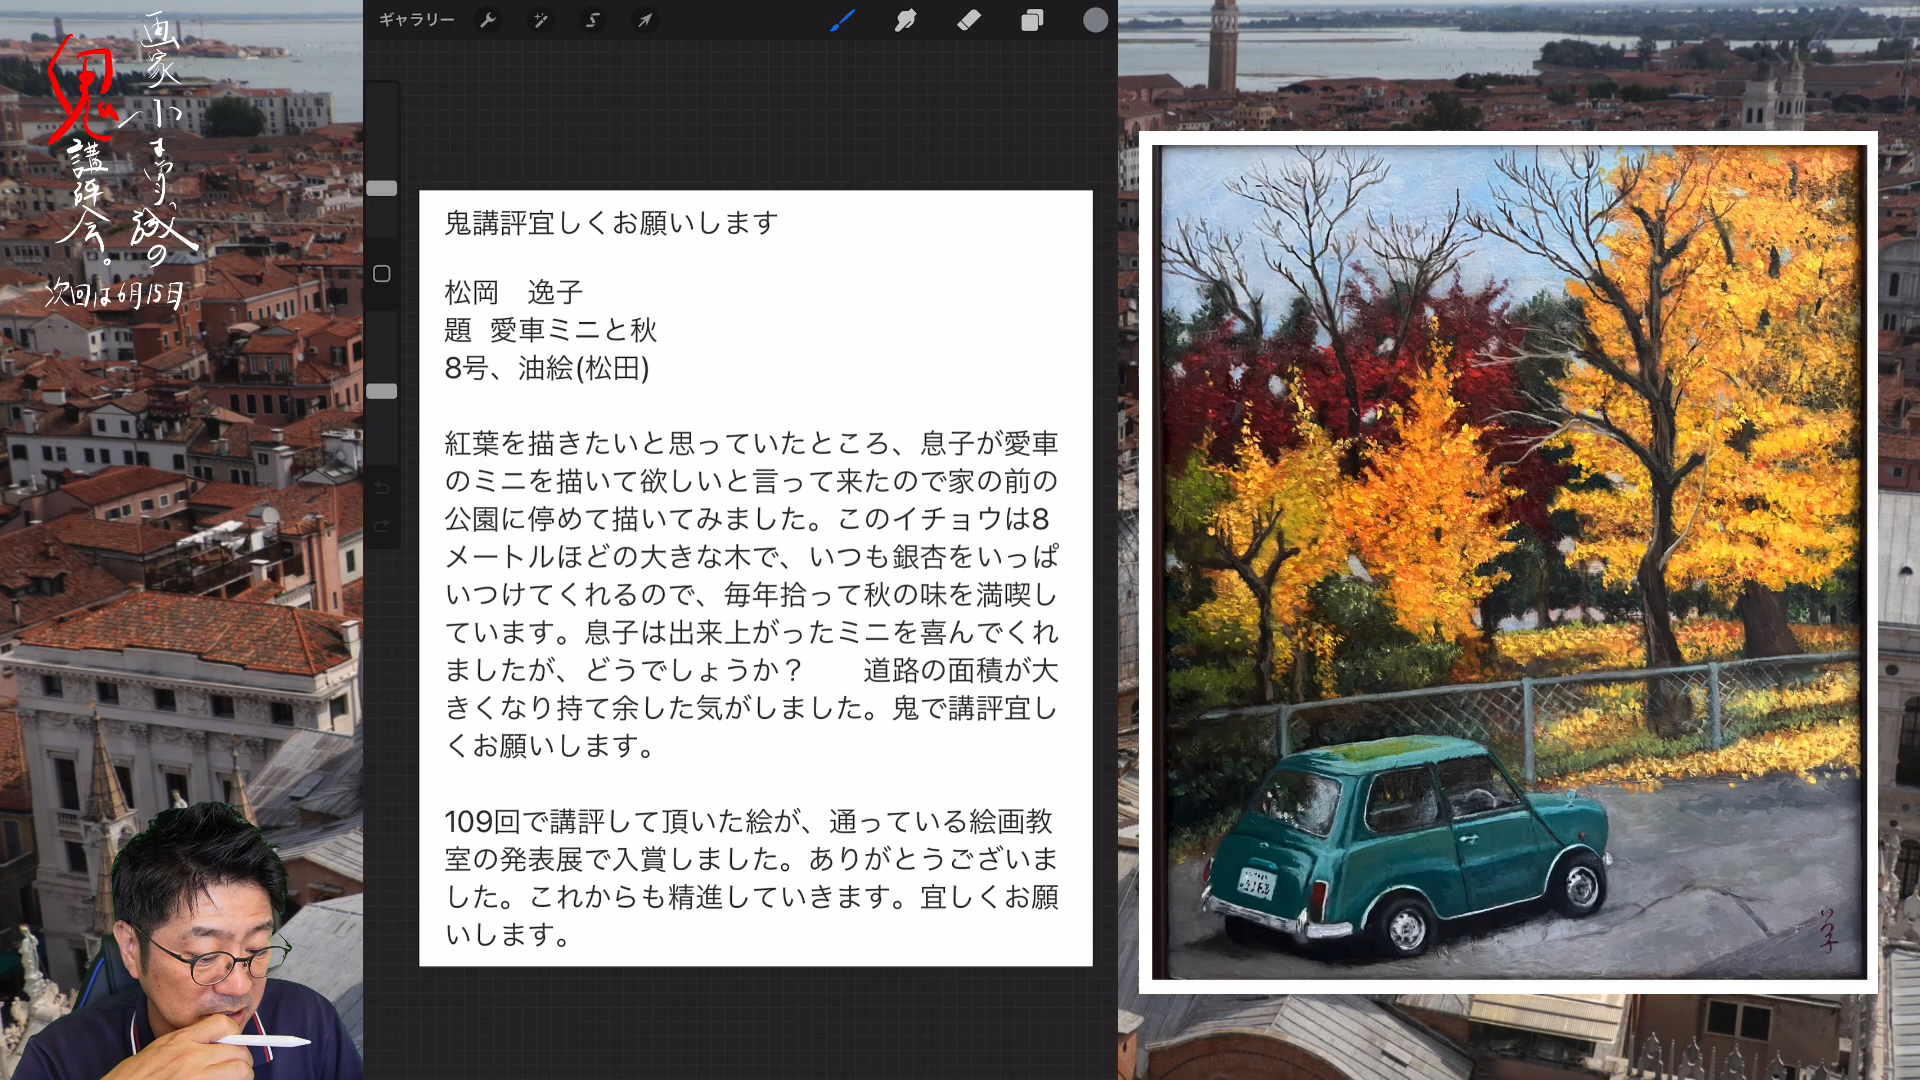 画家小木曽誠の
鬼講評会。
次回は6月15日
ギャラリー
鬼講評宜しくお願いします
松岡　逸子
題 愛車ミニと秋
8号、油絵(松田)
紅葉を描きたいと思っていたところ、息子が愛車
のミニを描いて欲しいと言って来たので家の前の
公園に停めて描いてみました。このイチョウは8
メートルほどの大きな木で、いつも銀杏をいっぱ
いつけてくれるので、毎年拾って秋の味を満喫し
ています。息子は出来上がったミニを喜んでくれ
ましたが、どうでしょうか？　　道路の面積が大
きくなり持て余した気がしました。鬼で講評宜し
くお願いします。
109回で講評して頂いた絵が、通っている絵画教
室の発表展で入賞しました。ありがとうございま
した。これからも精進していきます。宜しくお願
いします。